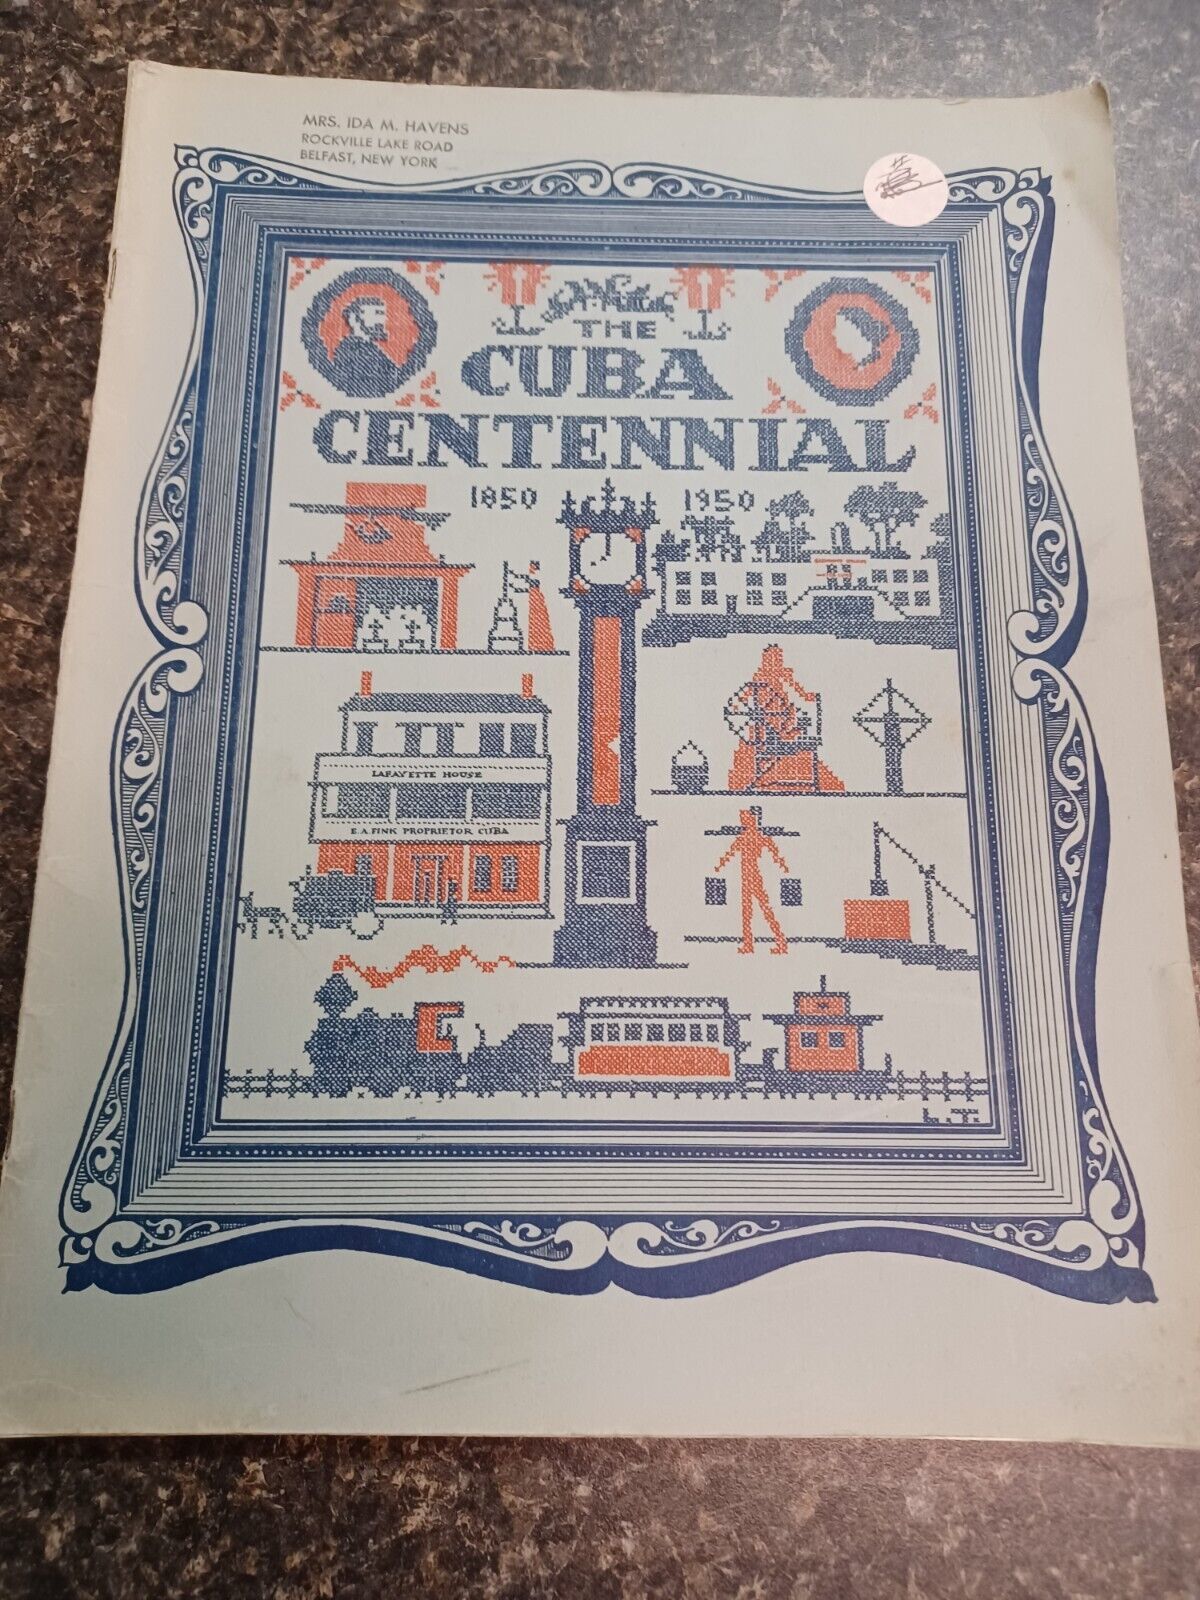 MRS. IDA M. HAVENS
ROCKVILLE LAKE ROAD
BELFAST, NEW YORK
THE
CUBA
CENTENNIAL
1850 1950
LAFAYETTE HOUSE
E.A. FINK PROPRIETOR CUBA
L.T.